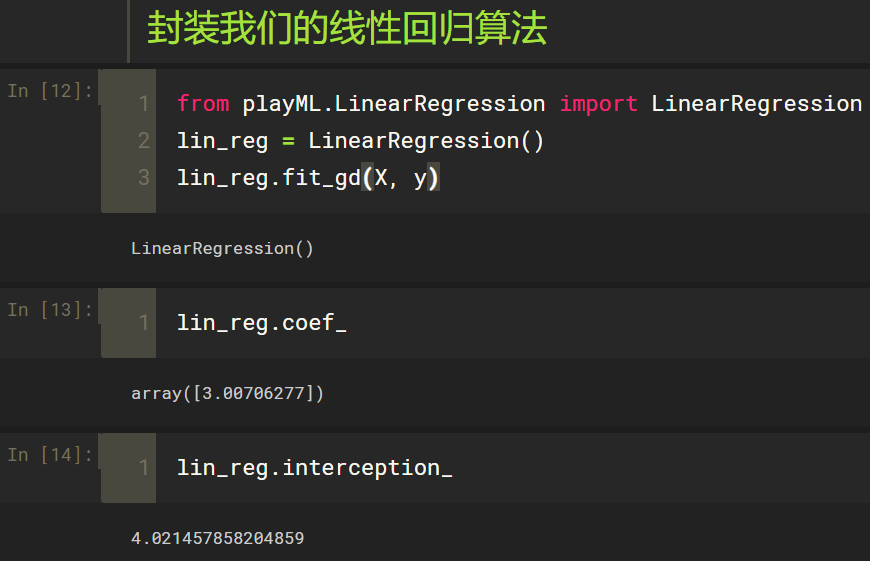 封装我们的线性回归算法
In [12]:
1 from playML.LinearRegression import LinearRegression
2 lin_reg = LinearRegression()
3 lin_reg.fit_gd(X, y)
LinearRegression()
In [13]:
1 lin_reg.coef_
array([3.00706277])
In [14]:
1 lin_reg.interception_
4.021457858204859